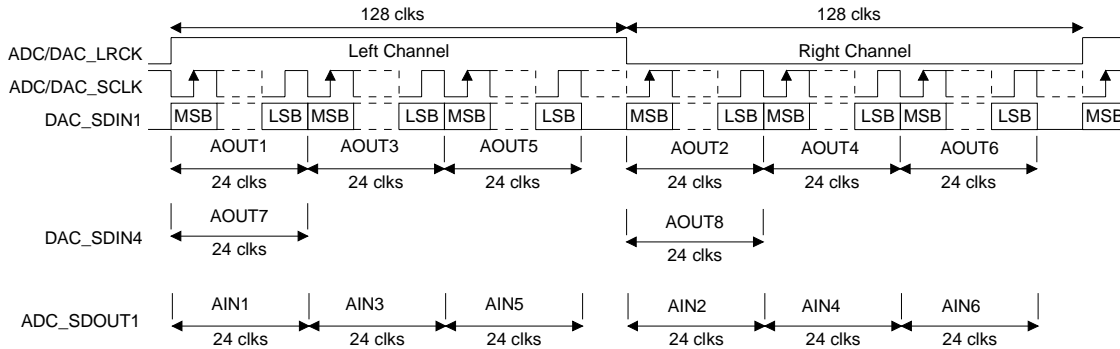 128 clks 128 clks
ADC/DAC_LRCK Left Channel Right Channel
ADC/DAC_SCLK
DAC_SDIN1 MSB LSB MSB LSB MSB LSB MSB LSB MSB LSB MSB LSB MSB
AOUT1 AOUT3 AOUT5 AOUT2 AOUT4 AOUT6
24 clks 24 clks 24 clks 24 clks 24 clks 24 clks
DAC_SDIN4 AOUT7 AOUT8
24 clks 24 clks
ADC_SDOUT1 AIN1 AIN3 AIN5 AIN2 AIN4 AIN6
24 clks 24 clks 24 clks 24 clks 24 clks 24 clks